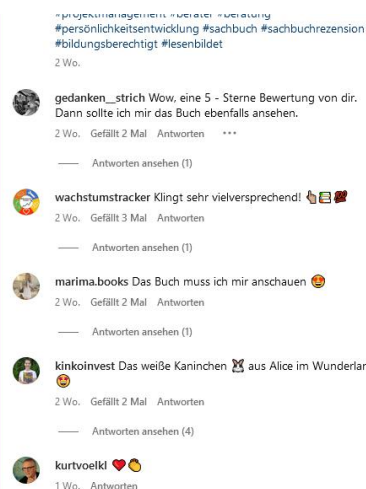 #projektmanagement #berater #beratung
#persönlichkeitsentwicklung #sachbuch #sachbuchrezension
#bildungsberechtigt #lesenbildet
2 Wo.
gedanken__strich Wow, eine 5 - Sterne Bewertung von dir.
Dann sollte ich mir das Buch ebenfalls ansehen.
2 Wo. Gefällt 2 Mal Antworten
Antworten ansehen (1)
wachstumstracker Klingt sehr vielversprechend!
2 Wo. Gefällt 3 Mal Antworten
Antworten ansehen (1)
marima.books Das Buch muss ich mir anschauen 😍
2 Wo. Gefällt 2 Mal Antworten
Antworten ansehen (1)
kinkoinvest Das weiße Kaninchen 🐰 aus Alice im Wunderlan
😍
2 Wo. Gefällt 2 Mal Antworten
Antworten ansehen (4)
kurtvoelkl ❤️👏
1 Wo. Antworten